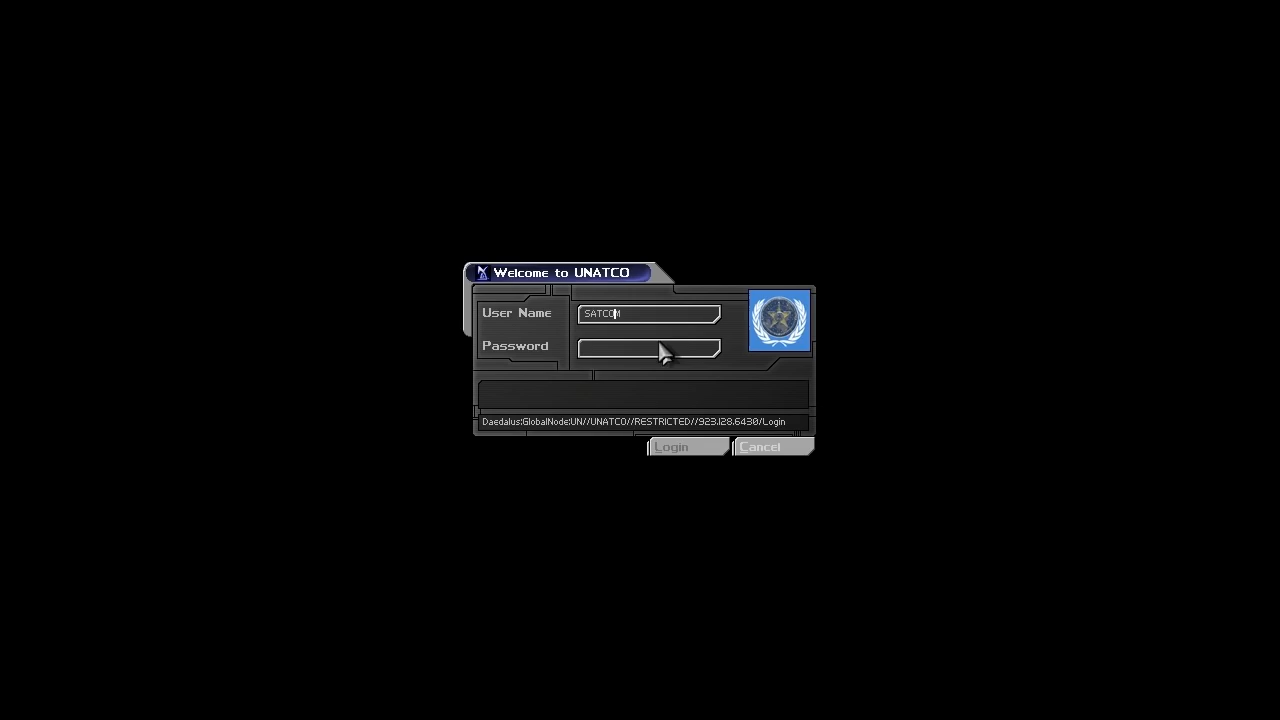 Welcome to UNATCO
User Name
SATCOM
Password
Daedalus:GlobalNode:UN//UNATCO//RESTRICTED//923.128.6430/Login
Login
Cancel